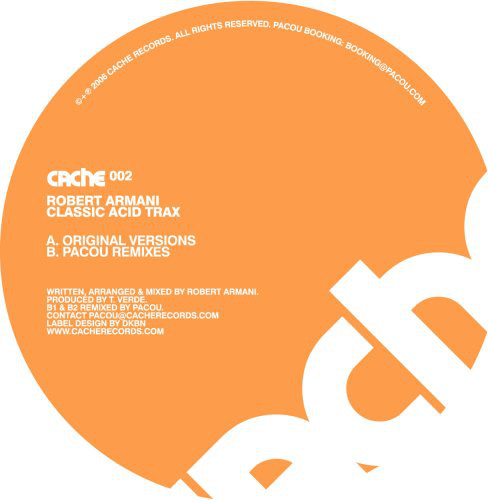 ©+℗ 2006 CACHE RECORDS. ALL RIGHTS RESERVED. PACOU BOOKING: BOOKING@PACOU.COM
CACHE 002
ROBERT ARMANI
CLASSIC ACID TRAX
A. ORIGINAL VERSIONS
B. PACOU REMIXES
WRITTEN, ARRANGED & MIXED BY ROBERT ARMANI.
PRODUCED BY T. VERDE.
B1 & B2 REMIXED BY PACOU.
CONTACT PACOU@CACHERECORDS.COM
LABEL DESIGN BY DKBN
WWW.CACHERECORDS.COM